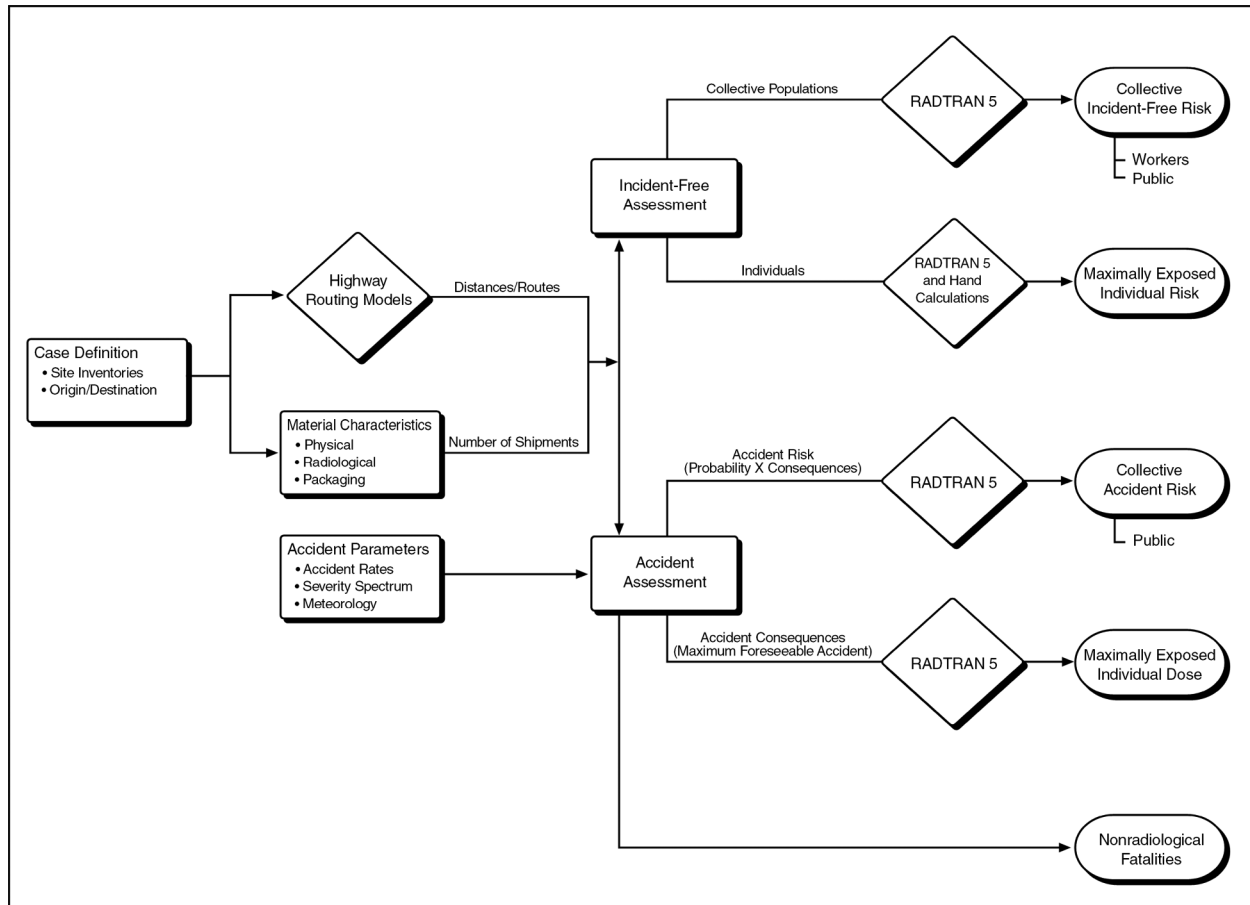 Case Definition
• Site Inventories
• Origin/Destination
Highway
Routing Models
Distances/Routes
Material Characteristics
• Physical
• Radiological
• Packaging
Number of Shipments
Accident Parameters
• Accident Rates
• Severity Spectrum
• Meteorology
Incident-Free
Assessment
Collective Populations
RADTRAN 5
Collective
Incident-Free Risk
Workers
Public
Individuals
RADTRAN 5
and Hand
Calculations
Maximally Exposed
Individual Risk
Accident
Assessment
Accident Risk
(Probability X Consequences)
RADTRAN 5
Collective
Accident Risk
Public
Accident Consequences
(Maximum Foreseeable Accident)
RADTRAN 5
Maximally Exposed
Individual Dose
Nonradiological
Fatalities